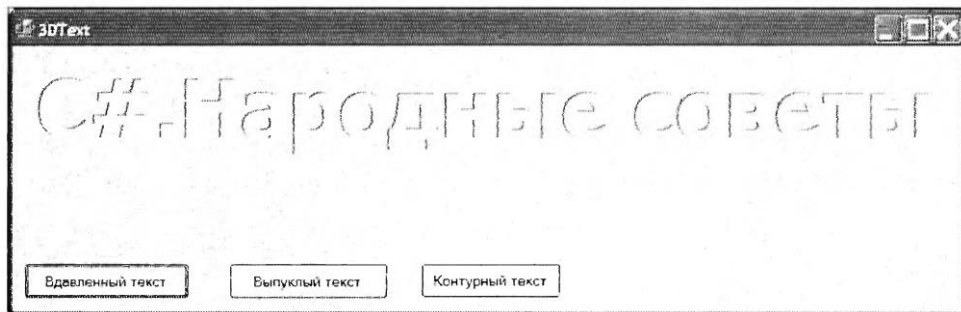 3DText
C#.Народные советы
Вдавленный текст Выпуклый текст Контурный текст